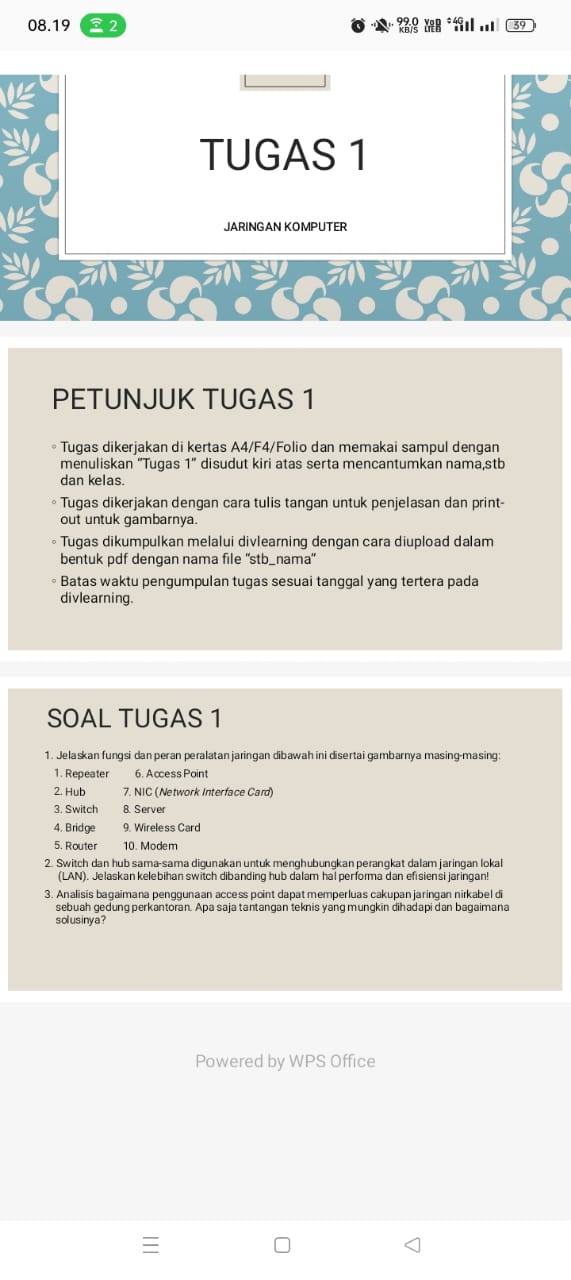 08.19 2 99.0 KB/S VoB LTE 4G 39
TUGAS 1
JARINGAN KOMPUTER
PETUNJUK TUGAS 1
◦ Tugas dikerjakan di kertas A4/F4/Folio dan memakai sampul dengan
menuliskan "Tugas 1" disudut kiri atas serta mencantumkan nama,stb
dan kelas.
◦ Tugas dikerjakan dengan cara tulis tangan untuk penjelasan dan print-
out untuk gambarnya.
◦ Tugas dikumpulkan melalui divlearning dengan cara diupload dalam
bentuk pdf dengan nama file "stb_nama"
◦ Batas waktu pengumpulan tugas sesuai tanggal yang tertera pada
divlearning.
SOAL TUGAS 1
1. Jelaskan fungsi dan peran peralatan jaringan dibawah ini disertai gambarnya masing-masing:
1. Repeater 6. Access Point
2. Hub 7. NIC (Network Interface Card)
3. Switch 8. Server
4. Bridge 9. Wireless Card
5. Router 10. Modem
2. Switch dan hub sama-sama digunakan untuk menghubungkan perangkat dalam jaringan lokal
(LAN). Jelaskan kelebihan switch dibanding hub dalam hal performa dan efisiensi jaringan!
3. Analisis bagaimana penggunaan access point dapat memperluas cakupan jaringan nirkabel di
sebuah gedung perkantoran. Apa saja tantangan teknis yang mungkin dihadapi dan bagaimana
solusinya?
Powered by WPS Office